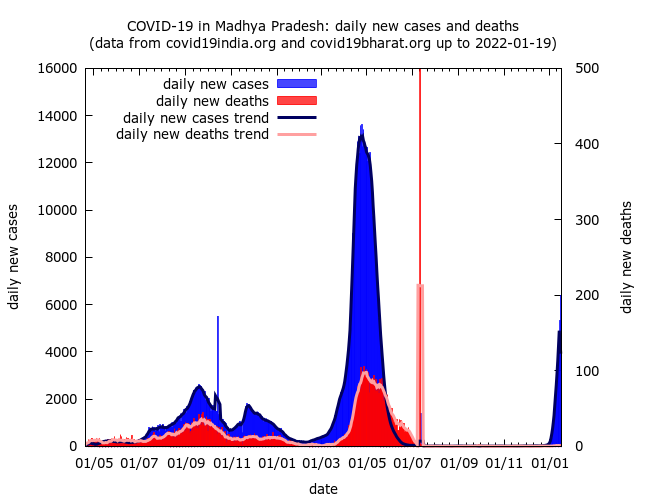 COVID-19 in Madhya Pradesh: daily new cases and deaths
(data from covid19india.org and covid19bharat.org up to 2022-01-19)
daily new cases
daily new deaths
daily new cases trend
daily new deaths trend
16000
14000
12000
10000
8000
6000
4000
2000
0
daily new cases
500
400
300
200
100
0
daily new deaths
01/05 01/07 01/09 01/11 01/01 01/03 01/05 01/07 01/09 01/11 01/01
date